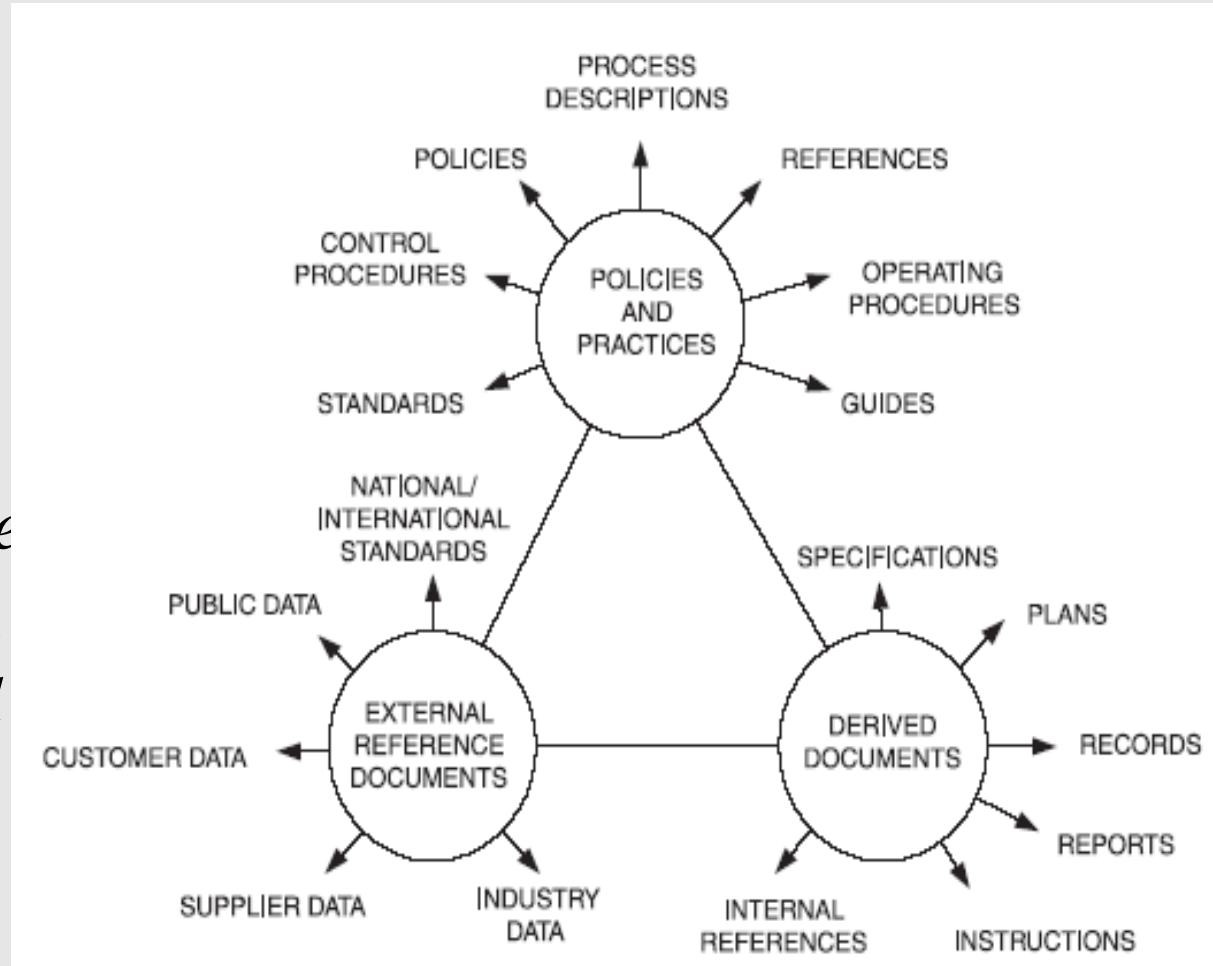 PROCESS
DESCRIPTIONS
POLICIES
REFERENCES
CONTROL
PROCEDURES
POLICIES
AND
PRACTICES
OPERATING
PROCEDURES
STANDARDS
GUIDES
NATIONAL/
INTERNATIONAL
STANDARDS
SPECIFICATIONS
PUBLIC DATA
PLANS
EXTERNAL
REFERENCE
DOCUMENTS
DERIVED
DOCUMENTS
CUSTOMER DATA
RECORDS
REPORTS
SUPPLIER DATA
INDUSTRY
DATA
INTERNAL
REFERENCES
INSTRUCTIONS